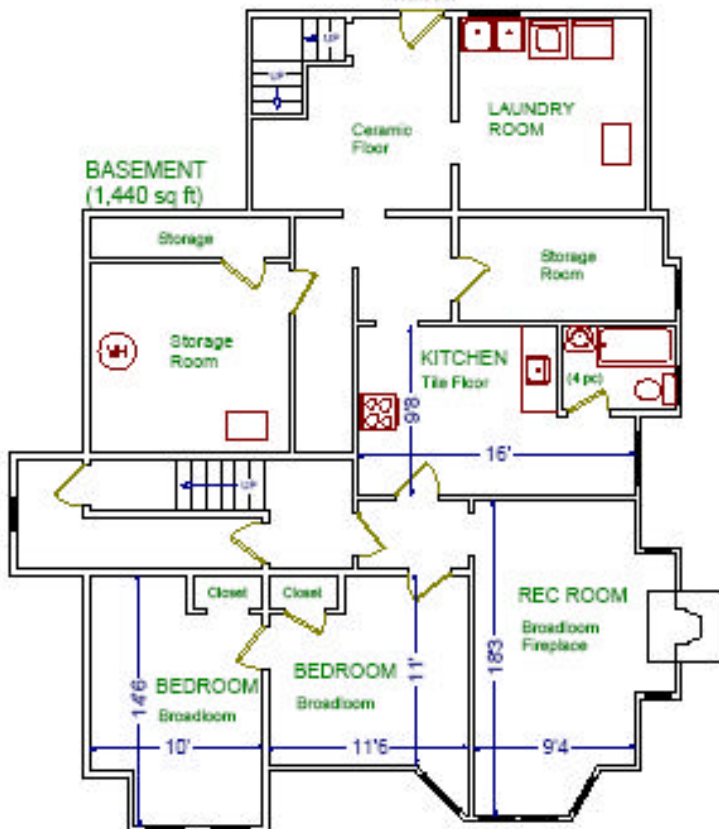 UP
UP
LAUNDRY
ROOM
Ceramic
Floor
BASEMENT
(1,440 sq ft)
Storage
Storage
Room
Storage
Room
WH
KITCHEN
Tile Floor
(4 pc)
9'8
16'
UP
Closet
Closet
REC ROOM
Broadloom
Fireplace
BEDROOM
Broadloom
BEDROOM
Broadloom
14'6
11'
18'3
10'
11'6
9'4